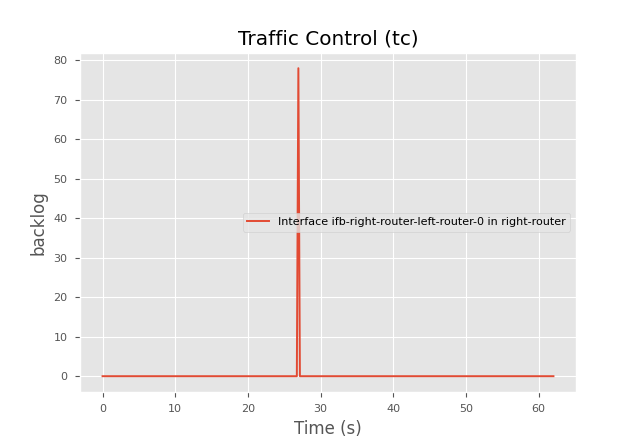 Traffic Control (tc)
80
70
60
50
40
30
20
10
0
backlog
Interface ifb-right-router-left-router-0 in right-router
0 10 20 30 40 50 60
Time (s)